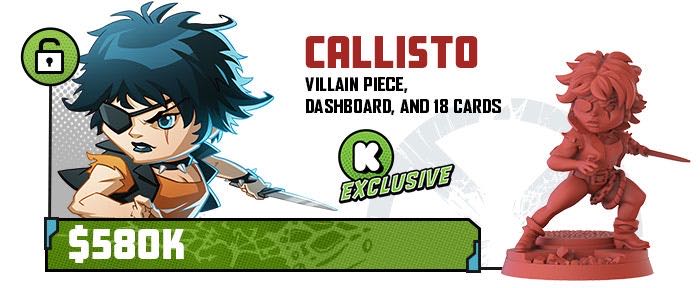 CALLISTO
VILLAIN PIECE,
DASHBOARD, AND 18 CARDS
K
EXCLUSIVE
$580K